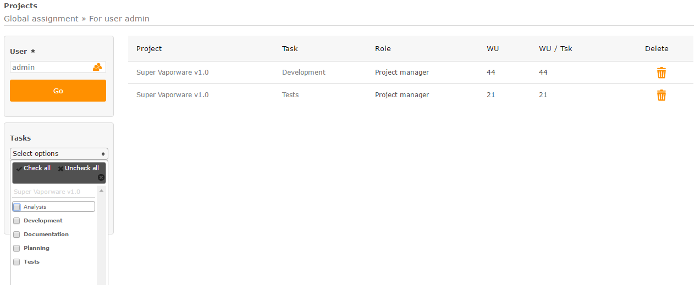 Projects
Global assignment » For user admin
User *
admin
Go
Project Task Role WU WU / Tsk Delete
Super Vaporware v1.0 Development Project manager 44 44
Super Vaporware v1.0 Tests Project manager 21 21
Tasks
Select options
Check all Uncheck all
Super Vaporware v1.0
Analysis
Development
Documentation
Planning
Tests